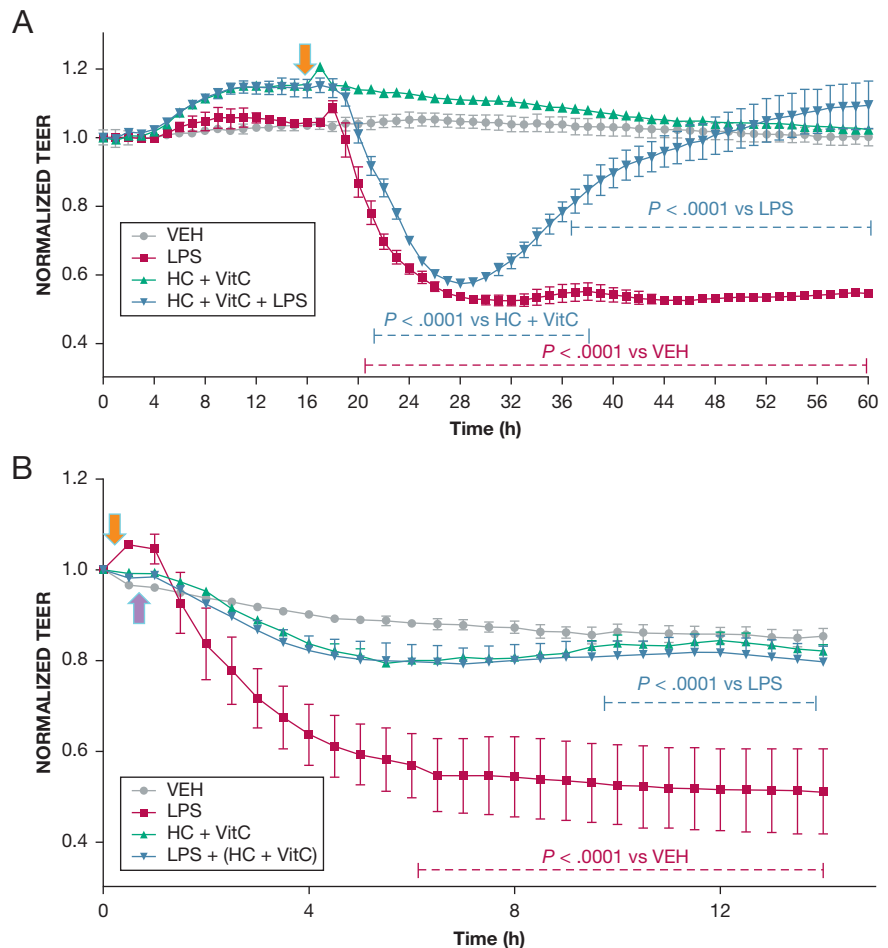 A
1.2
1.0
0.8
0.6
0.4
NORMALIZED TEER
VEH
LPS
HC + VitC
HC + VitC + LPS
P < .0001 vs LPS
P < .0001 vs HC + VitC
P < .0001 vs VEH
0 4 8 12 16 20 24 28 32 36 40 44 48 52 56 60
Time (h)
B
1.2
1.0
0.8
0.6
0.4
NORMALIZED TEER
P < .0001 vs LPS
VEH
LPS
HC + VitC
LPS + (HC + VitC)
P < .0001 vs VEH
0 4 8 12
Time (h)